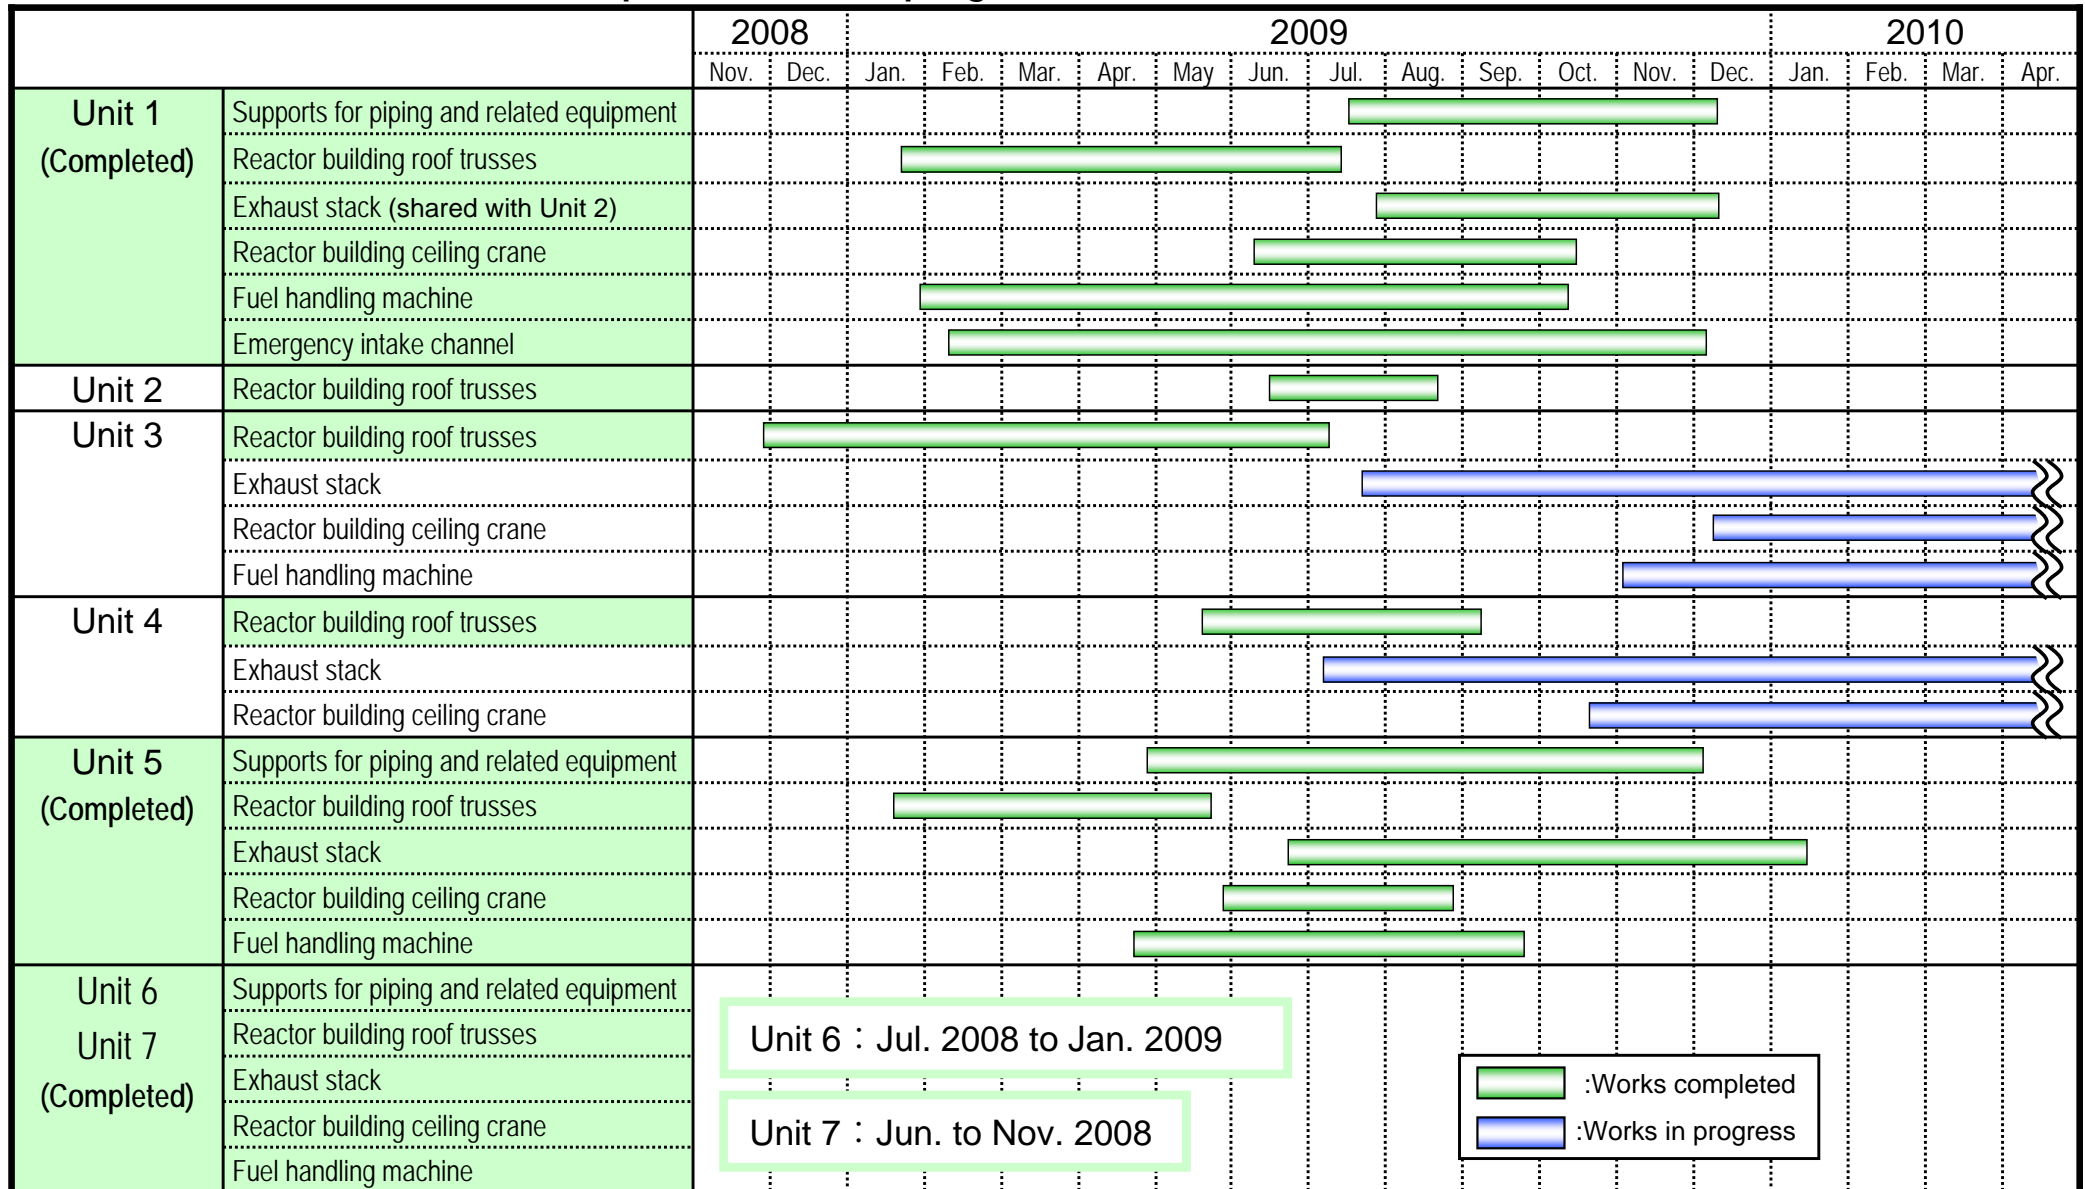 2008 2009 2010
Nov. Dec. Jan. Feb. Mar. Apr. May Jun. Jul. Aug. Sep. Oct. Nov. Dec. Jan. Feb. Mar. Apr.
Unit 1
(Completed)
Supports for piping and related equipment
Reactor building roof trusses
Exhaust stack (shared with Unit 2)
Reactor building ceiling crane
Fuel handling machine
Emergency intake channel
Unit 2
Reactor building roof trusses
Unit 3
Reactor building roof trusses
Exhaust stack
Reactor building ceiling crane
Fuel handling machine
Unit 4
Reactor building roof trusses
Exhaust stack
Reactor building ceiling crane
Unit 5
(Completed)
Supports for piping and related equipment
Reactor building roof trusses
Exhaust stack
Reactor building ceiling crane
Fuel handling machine
Unit 6
Unit 7
(Completed)
Supports for piping and related equipment
Reactor building roof trusses
Exhaust stack
Reactor building ceiling crane
Fuel handling machine
Unit 6：Jul. 2008 to Jan. 2009
Unit 7：Jun. to Nov. 2008
:Works completed
:Works in progress